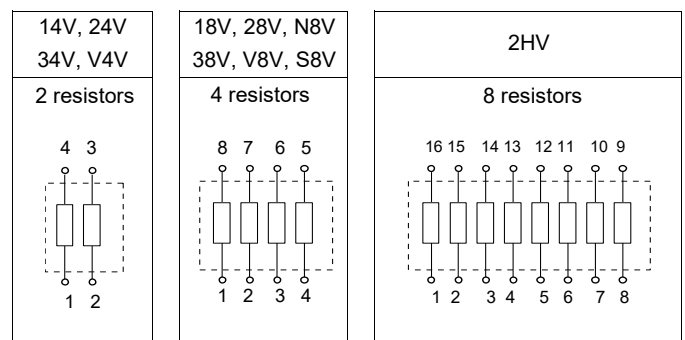 14V, 24V
34V, V4V
2 resistors
4 3
1 2
18V, 28V, N8V
38V, V8V, S8V
4 resistors
8 7 6 5
1 2 3 4
2HV
8 resistors
16 15 14 13 12 11 10 9
1 2 3 4 5 6 7 8